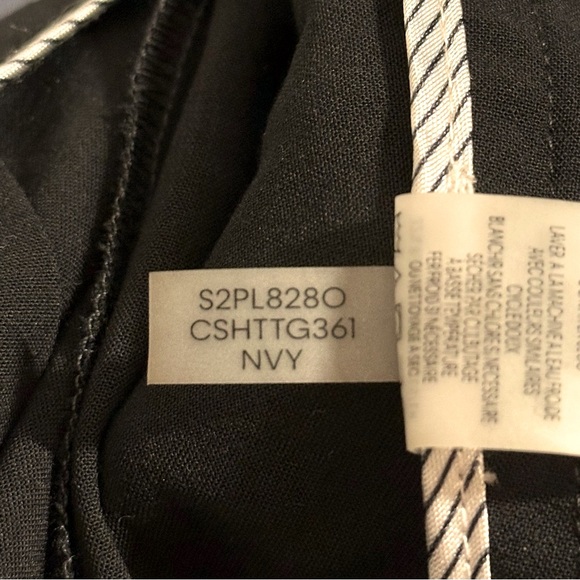 S2PL828O
CSHTTG361
NVY
LAVER A LA MACHINE A L'EAU FROIDE
AVEC COULEURS SIMILAIRES
CYCLE DOUX
BLANCHIR SANS CHLORE SI NECESSAIRE
SECHER PAR CULBUTAGE
A BASSE TEMPERATURE
FER FROID SI NECESSAIRE
OU NETTOYAGE A SEC